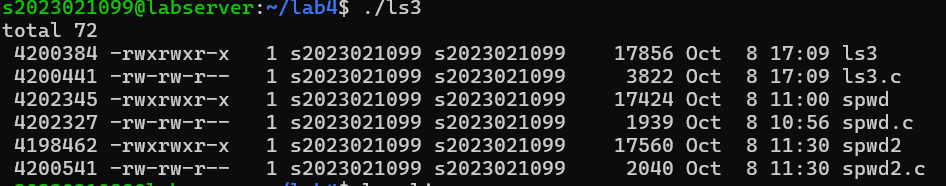 s2023021099@labserver:~/lab4$ ./ls3
total 72
4200384 -rwxrwxr-x 1 s2023021099 s2023021099 17856 Oct 8 17:09 ls3
4200441 -rw-rw-r-- 1 s2023021099 s2023021099 3822 Oct 8 17:09 ls3.c
4202345 -rwxrwxr-x 1 s2023021099 s2023021099 17424 Oct 8 11:00 spwd
4202327 -rw-rw-r-- 1 s2023021099 s2023021099 1939 Oct 8 10:56 spwd.c
4198462 -rwxrwxr-x 1 s2023021099 s2023021099 17560 Oct 8 11:30 spwd2
4200541 -rw-rw-r-- 1 s2023021099 s2023021099 2040 Oct 8 11:30 spwd2.c